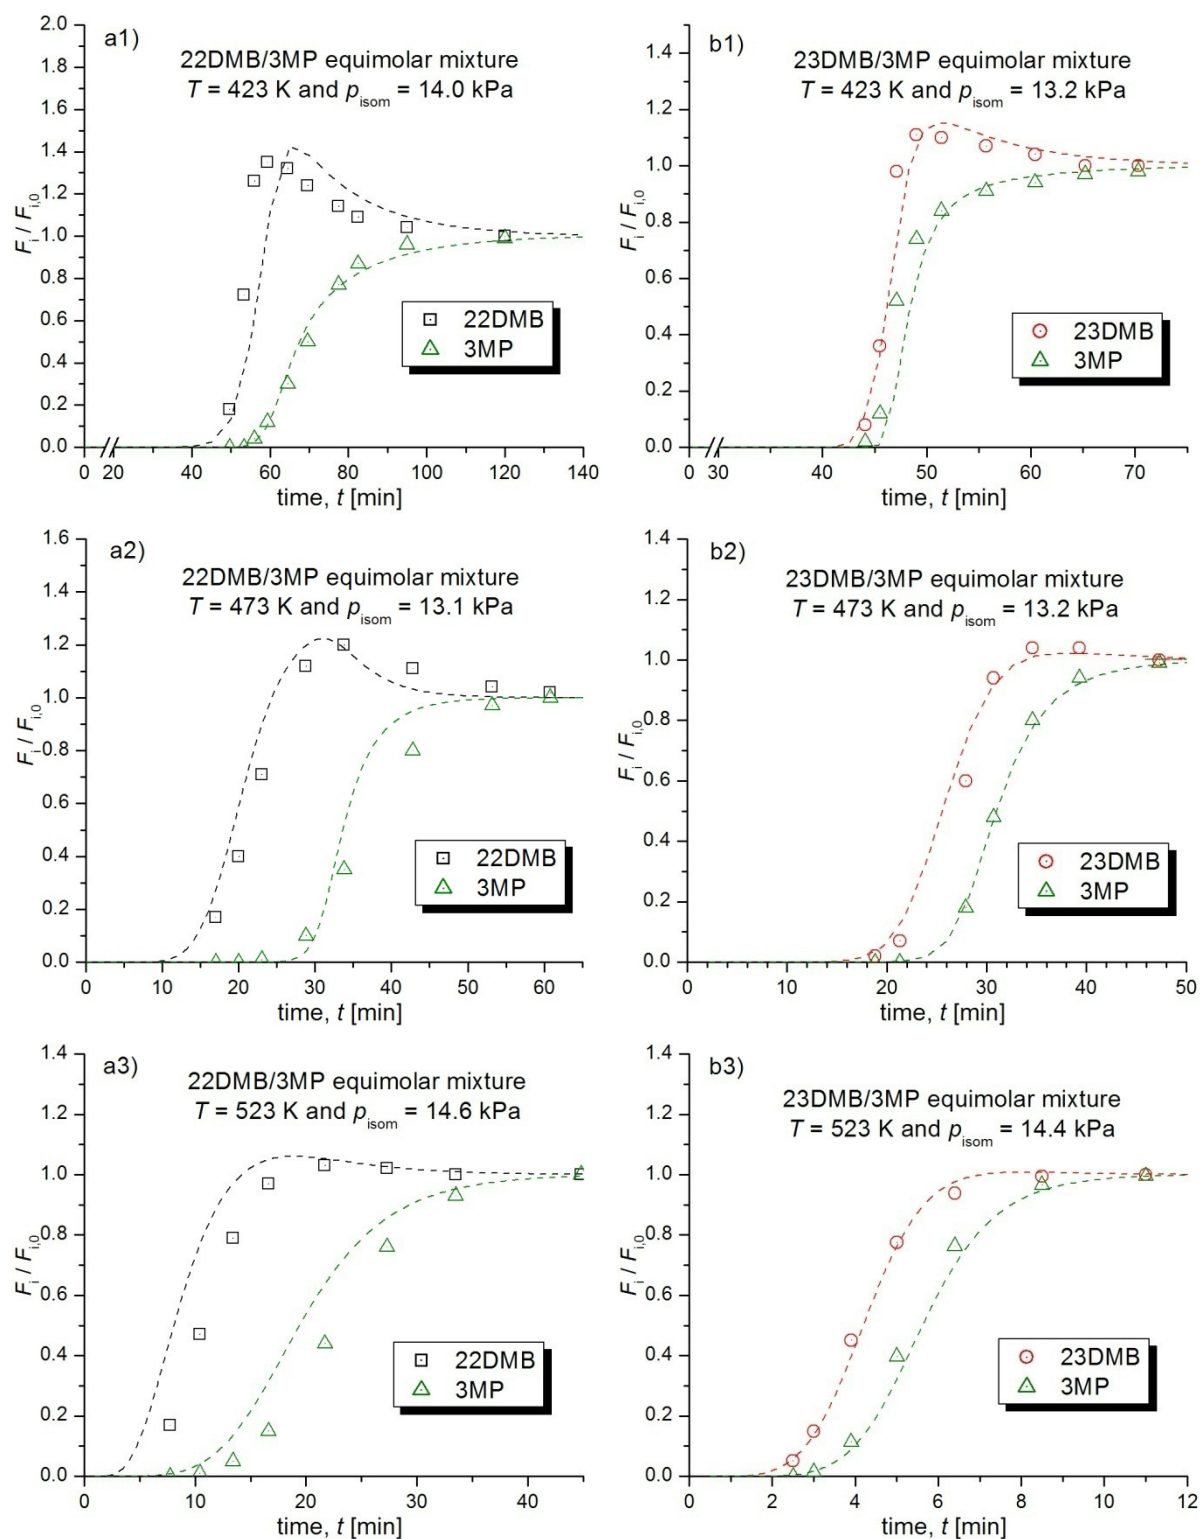 a1)
22DMB/3MP equimolar mixture
T = 423 K and pisom = 14.0 kPa
Fi / Fi,0
2.0
1.8
1.6
1.4
1.2
1.0
0.8
0.6
0.4
0.2
0.0
22DMB
3MP
0 20 40 60 80 100 120 140
time, t [min]
b1)
23DMB/3MP equimolar mixture
T = 423 K and pisom = 13.2 kPa
Fi / Fi,0
1.4
1.2
1.0
0.8
0.6
0.4
0.2
0.0
23DMB
3MP
0 30 40 50 60 70
time, t [min]
a2)
22DMB/3MP equimolar mixture
T = 473 K and pisom = 13.1 kPa
Fi / Fi,0
1.6
1.4
1.2
1.0
0.8
0.6
0.4
0.2
0.0
22DMB
3MP
0 10 20 30 40 50 60
time, t [min]
b2)
23DMB/3MP equimolar mixture
T = 473 K and pisom = 13.2 kPa
Fi / Fi,0
1.4
1.2
1.0
0.8
0.6
0.4
0.2
0.0
23DMB
3MP
0 10 20 30 40 50
time, t [min]
a3)
22DMB/3MP equimolar mixture
T = 523 K and pisom = 14.6 kPa
Fi / Fi,0
1.4
1.2
1.0
0.8
0.6
0.4
0.2
0.0
22DMB
3MP
0 10 20 30 40
time, t [min]
b3)
23DMB/3MP equimolar mixture
T = 523 K and pisom = 14.4 kPa
Fi / Fi,0
1.4
1.2
1.0
0.8
0.6
0.4
0.2
0.0
23DMB
3MP
0 2 4 6 8 10 12
time, t [min]